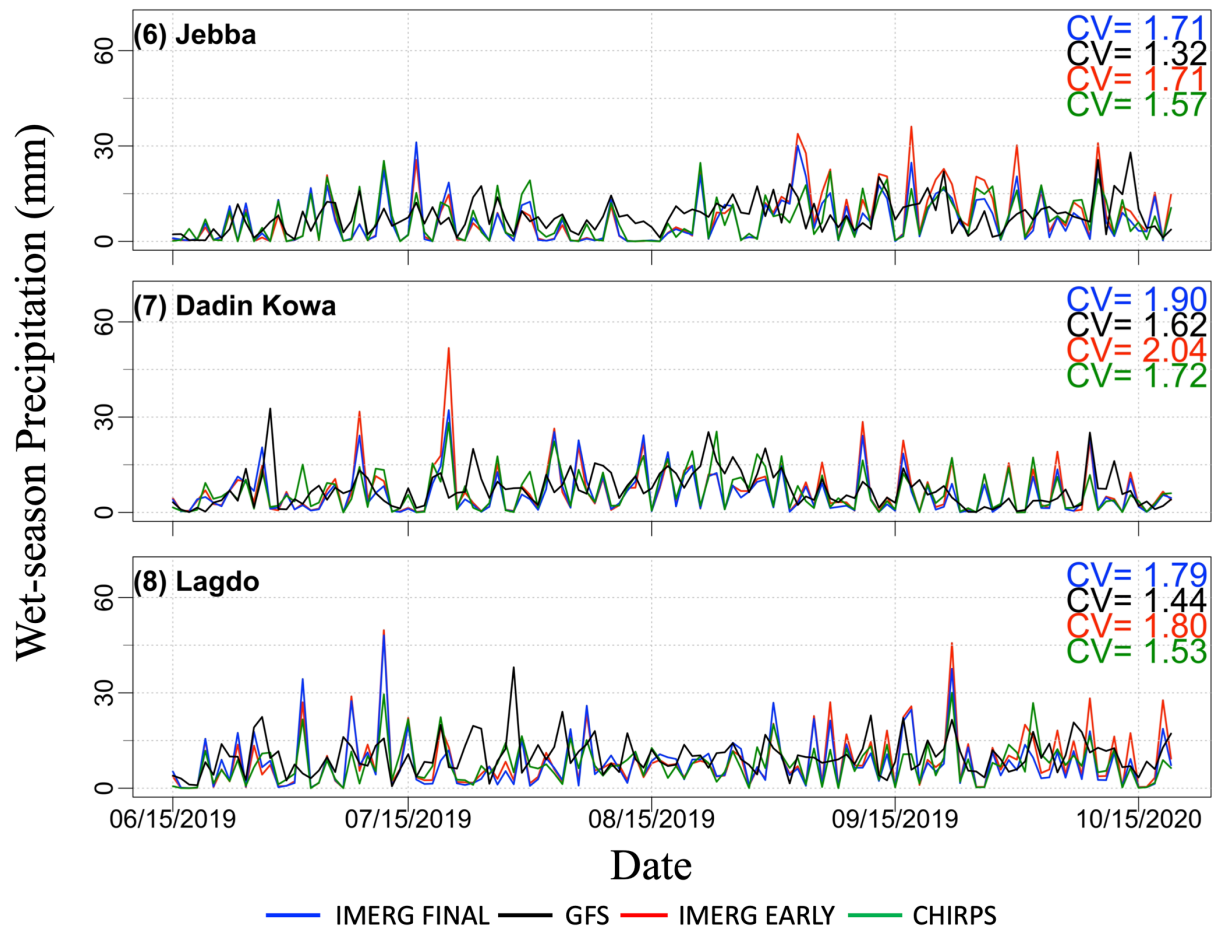 Wet-season Precipitation (mm)
(6) Jebba
CV= 1.71
CV= 1.32
CV= 1.71
CV= 1.57
60
30
0
(7) Dadin Kowa
CV= 1.90
CV= 1.62
CV= 2.04
CV= 1.72
60
30
0
(8) Lagdo
CV= 1.79
CV= 1.44
CV= 1.80
CV= 1.53
60
30
0
06/15/2019 07/15/2019 08/15/2019 09/15/2019 10/15/2020
Date
IMERG FINAL GFS IMERG EARLY CHIRPS